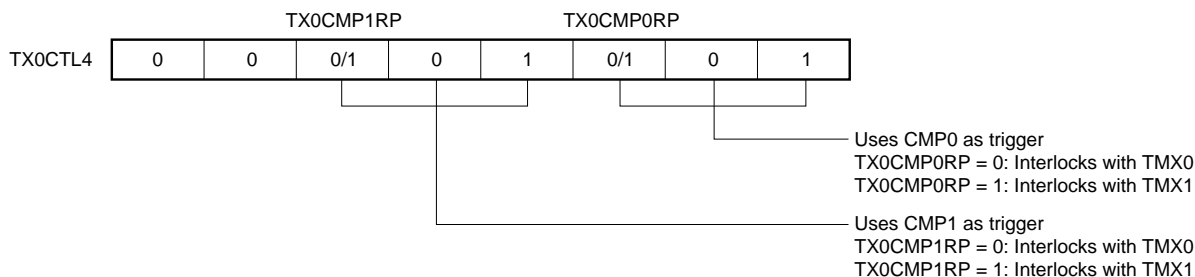 TX0CMP1RP TX0CMP0RP
TX0CTL4 0 0 0/1 0 1 0/1 0 1
Uses CMP0 as trigger
TX0CMP0RP = 0: Interlocks with TMX0
TX0CMP0RP = 1: Interlocks with TMX1
Uses CMP1 as trigger
TX0CMP1RP = 0: Interlocks with TMX0
TX0CMP1RP = 1: Interlocks with TMX1